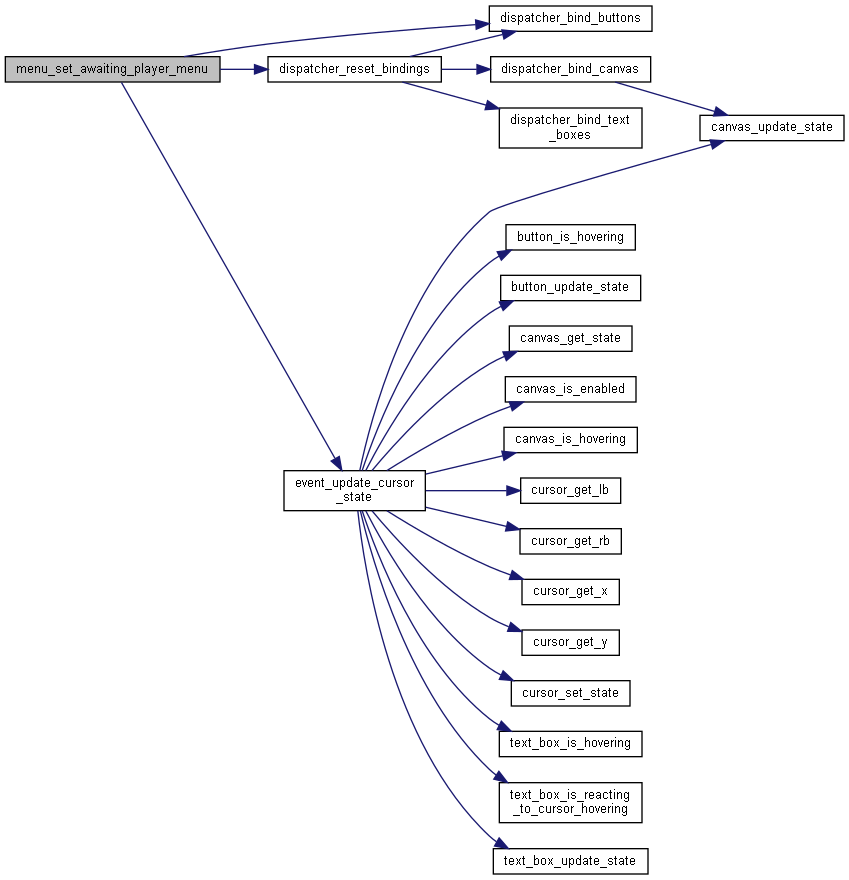 dispatcher_bind_buttons
menu_set_awaiting_player_menu
dispatcher_reset_bindings
dispatcher_bind_canvas
dispatcher_bind_text
_boxes
canvas_update_state
button_is_hovering
button_update_state
canvas_get_state
canvas_is_enabled
canvas_is_hovering
event_update_cursor
_state
cursor_get_lb
cursor_get_rb
cursor_get_x
cursor_get_y
cursor_set_state
text_box_is_hovering
text_box_is_reacting
_to_cursor_hovering
text_box_update_state